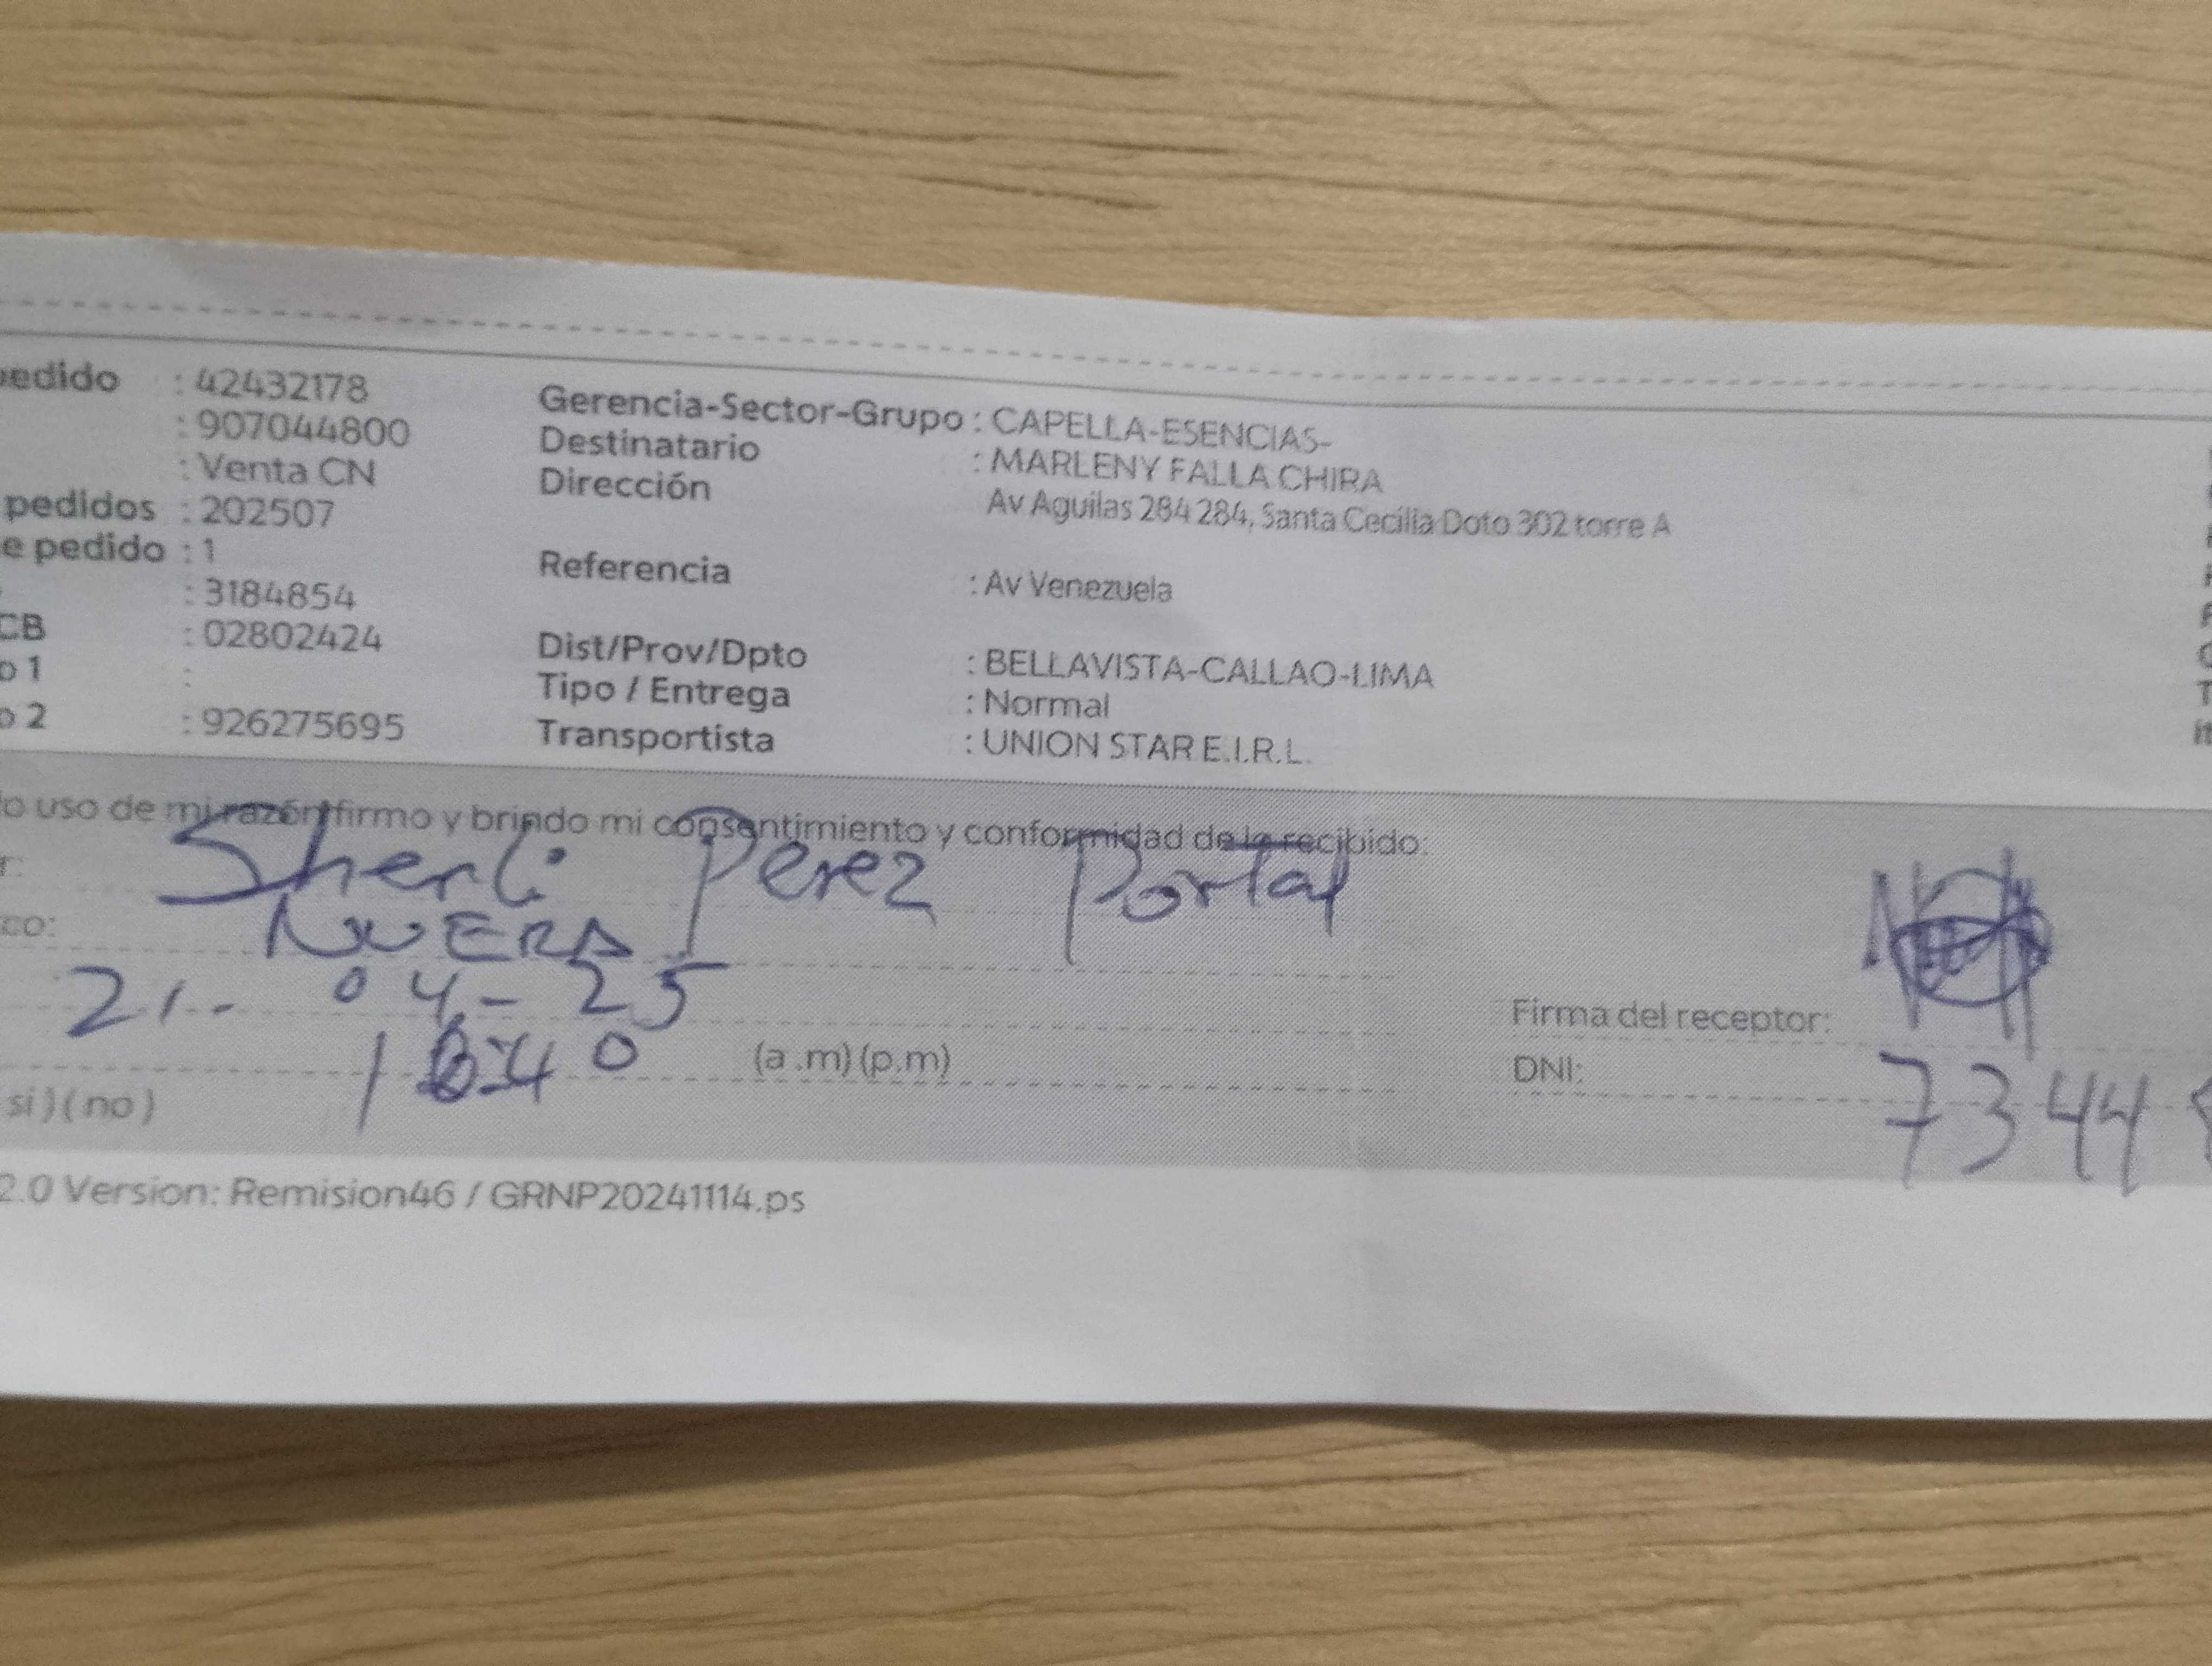 pedido : 42432178
: 907044800
: Venta CN
pedidos : 202507
e pedido : 1
: 3184854
CB : 02802424
o 1 :
o 2 : 926275695
Gerencia-Sector-Grupo : CAPELLA-ESENCIAS-
Destinatario : MARLENY FALLA CHIRA
Dirección Av Aguilas 284 284, Santa Cecilia Doto 302 torre A
Referencia : Av Venezuela
Dist/Prov/Dpto : BELLAVISTA-CALLAO-LIMA
Tipo / Entrega : Normal
Transportista : UNION STAR E.I.R.L.
uso de mi razón firmo y brindo mi consentimiento y conformidad de lo recibido:
r: Sherli Perez Portal
co: NUERA
21 - 04 - 25
(a .m) (p.m)
si ) ( no )
Firma del receptor:
DNI: 7344
2.0 Version: Remision46 / GRNP20241114.ps